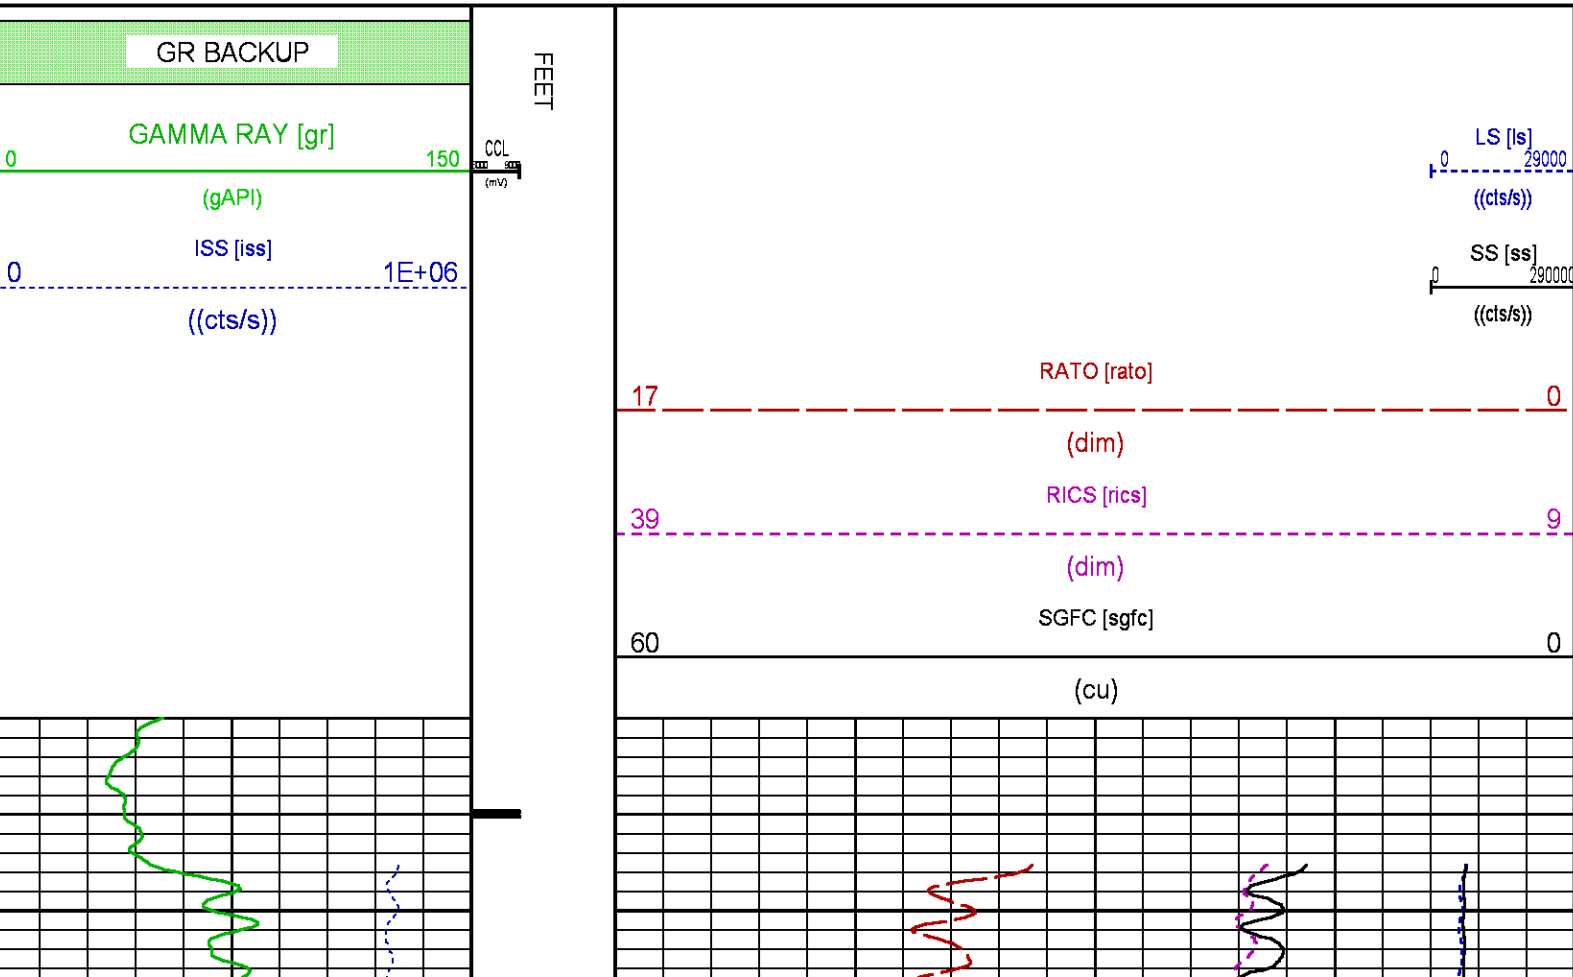 GR BACKUP
GAMMA RAY [gr]
0 150
(gAPI)
ISS [iss]
0 1E+06
((cts/s))
FEET
CCL
(mV)
LS [ls]
0 29000
((cts/s))
SS [ss]
0 290000
((cts/s))
RATO [rato]
17 0
(dim)
RICS [rics]
39 9
(dim)
SGFC [sgfc]
60 0
(cu)